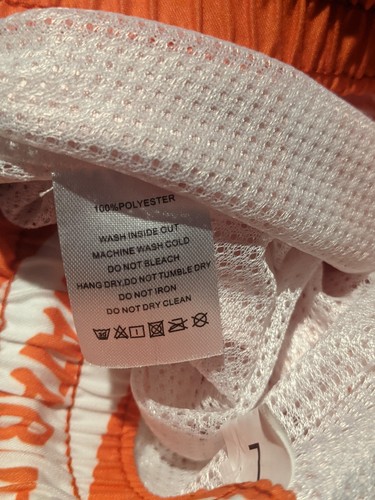 100%POLYESTER
WASH INSIDE OUT
MACHINE WASH COLD
DO NOT BLEACH
HANG DRY,DO NOT TUMBLE DRY
DO NOT IRON
DO NOT DRY CLEAN